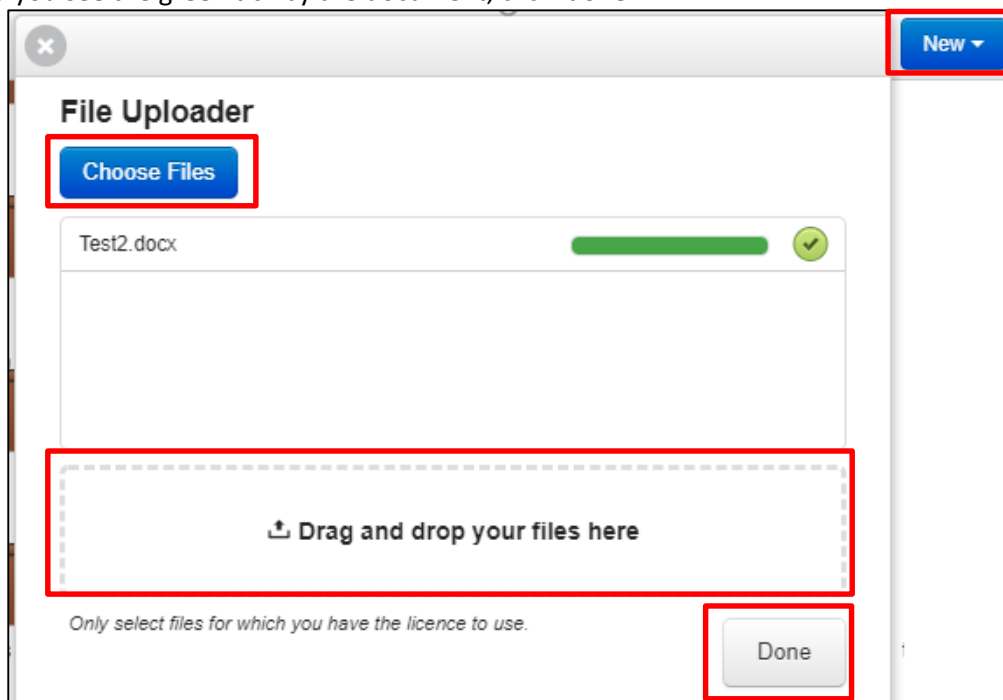 New
File Uploader
Choose Files
Test2.docx
Drag and drop your files here
Only select files for which you have the licence to use.
Done